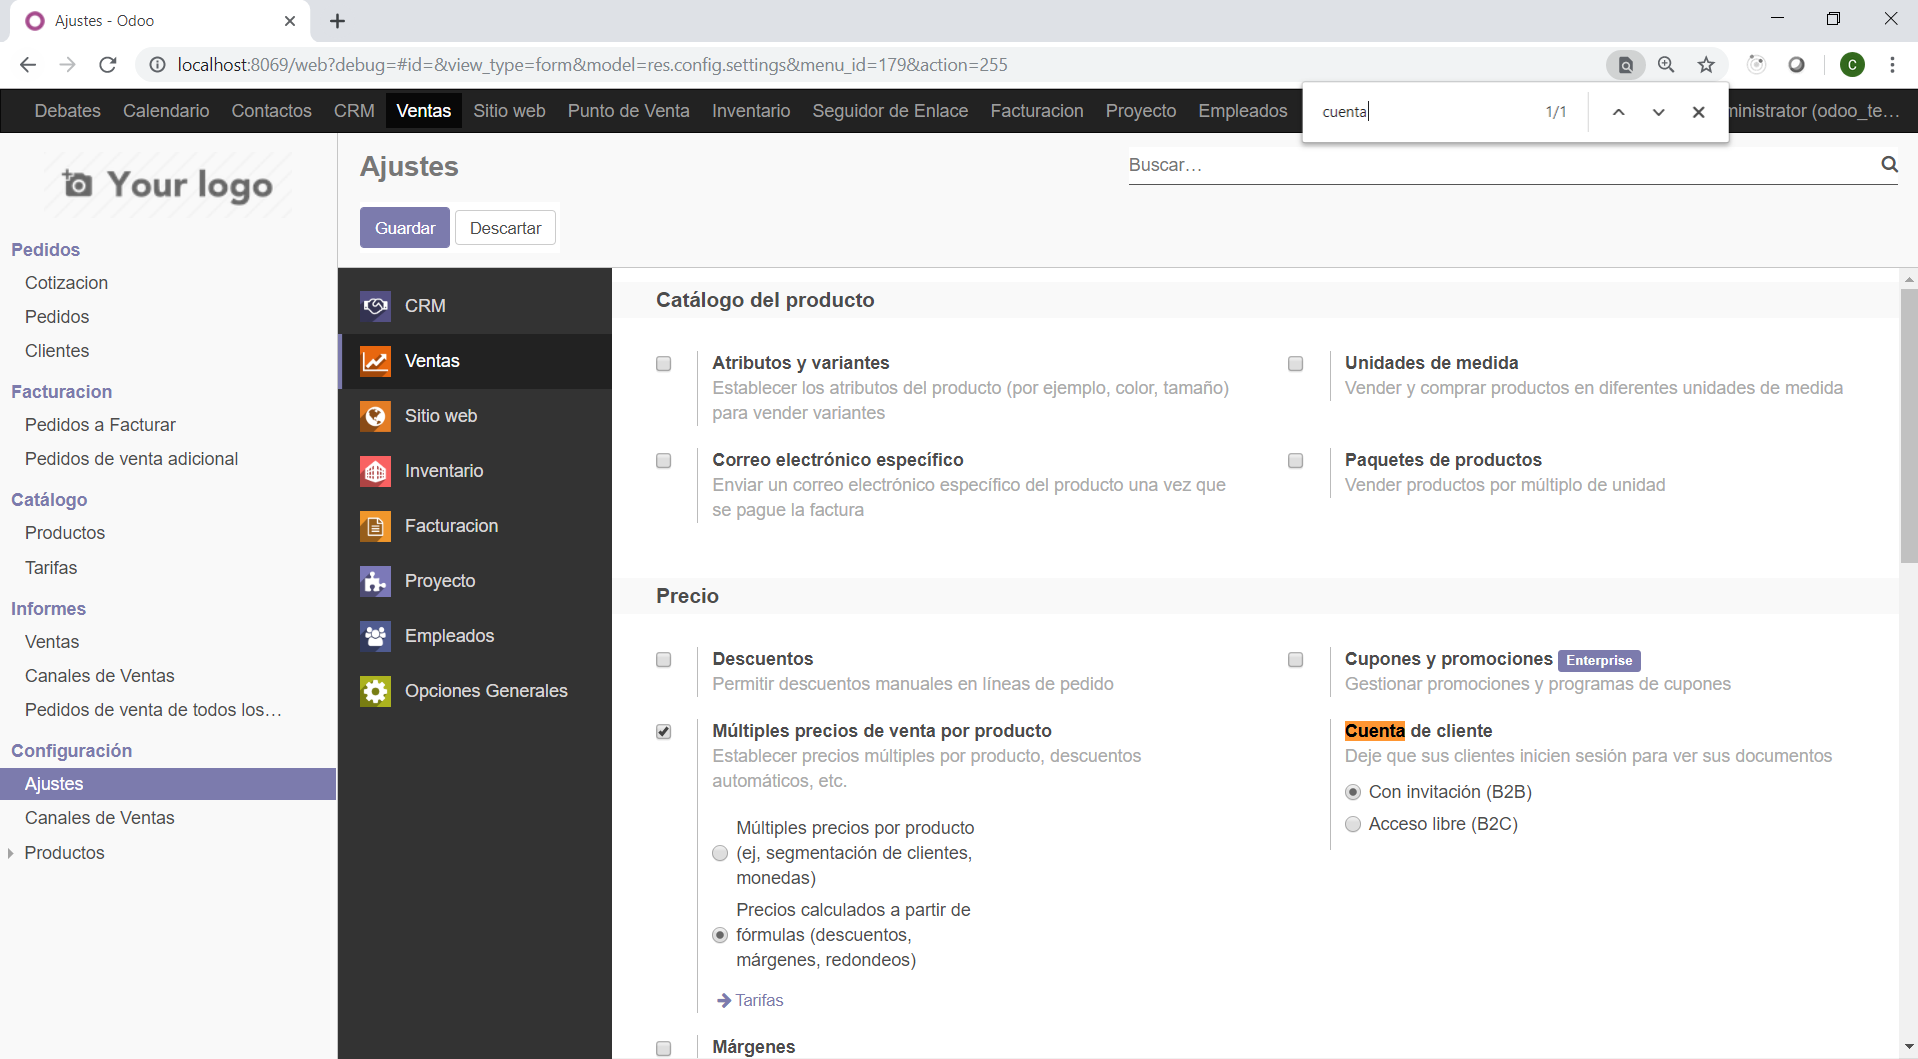 Ajustes - Odoo
localhost:8069/web?debug=#id=&view_type=form&model=res.config.settings&menu_id=179&action=255
C
Debates Calendario Contactos CRM Ventas Sitio web Punto de Venta Inventario Seguidor de Enlace Facturacion Proyecto Empleados
cuenta 1/1
ministrator (odoo_te…
Your logo
Ajustes
Buscar…
Guardar Descartar
Pedidos
Cotizacion
Pedidos
Clientes
Facturacion
Pedidos a Facturar
Pedidos de venta adicional
Catálogo
Productos
Tarifas
Informes
Ventas
Canales de Ventas
Pedidos de venta de todos los…
Configuración
Ajustes
Canales de Ventas
Productos
CRM
Ventas
Sitio web
Inventario
Facturacion
Proyecto
Empleados
Opciones Generales
Catálogo del producto
Atributos y variantes
Establecer los atributos del producto (por ejemplo, color, tamaño)
para vender variantes
Unidades de medida
Vender y comprar productos en diferentes unidades de medida
Correo electrónico específico
Enviar un correo electrónico específico del producto una vez que
se pague la factura
Paquetes de productos
Vender productos por múltiplo de unidad
Precio
Descuentos
Permitir descuentos manuales en líneas de pedido
Cupones y promociones Enterprise
Gestionar promociones y programas de cupones
Múltiples precios de venta por producto
Establecer precios múltiples por producto, descuentos
automáticos, etc.
Múltiples precios por producto
(ej, segmentación de clientes,
monedas)
Precios calculados a partir de
fórmulas (descuentos,
márgenes, redondeos)
Tarifas
Cuenta de cliente
Deje que sus clientes inicien sesión para ver sus documentos
Con invitación (B2B)
Acceso libre (B2C)
Márgenes